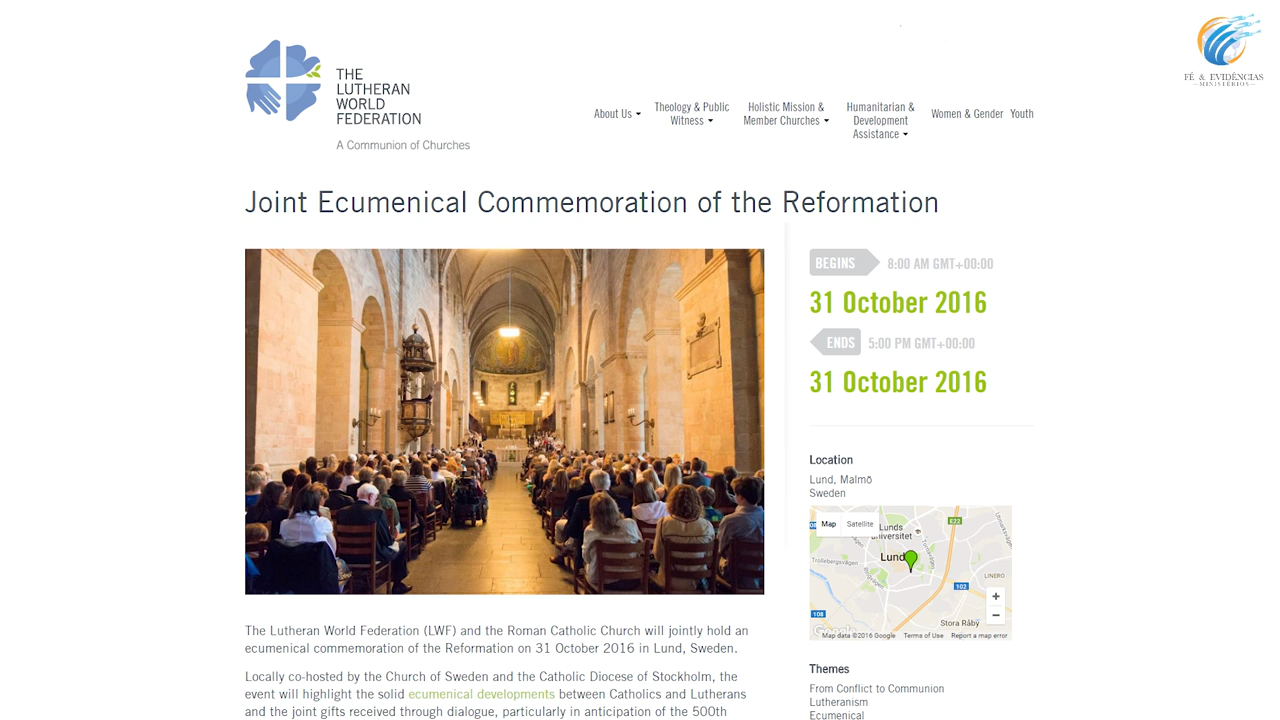 FÉ & EVIDÊNCIAS
MINISTÉRIOS
THE
LUTHERAN
WORLD
FEDERATION
A Communion of Churches
About Us
Theology & Public
Witness
Holistic Mission &
Member Churches
Humanitarian &
Development
Assistance
Women & Gender
Youth
Joint Ecumenical Commemoration of the Reformation
BEGINS 8:00 AM GMT+00:00
31 October 2016
ENDS 5:00 PM GMT+00:00
31 October 2016
Location
Lund, Malmö
Sweden
Map Satellite
Lunds
universitet
E22
Tunavägen
Utmarksvägen
Trollebergsvägen
Lund
LINERO
102
108
Stora Råby
+
−
Google
Map data ©2016 Google Terms of Use Report a map error
Themes
From Conflict to Communion
Lutheranism
Ecumenical
The Lutheran World Federation (LWF) and the Roman Catholic Church will jointly hold an
ecumenical commemoration of the Reformation on 31 October 2016 in Lund, Sweden.
Locally co-hosted by the Church of Sweden and the Catholic Diocese of Stockholm, the
event will highlight the solid ecumenical developments between Catholics and Lutherans
and the joint gifts received through dialogue, particularly in anticipation of the 500th